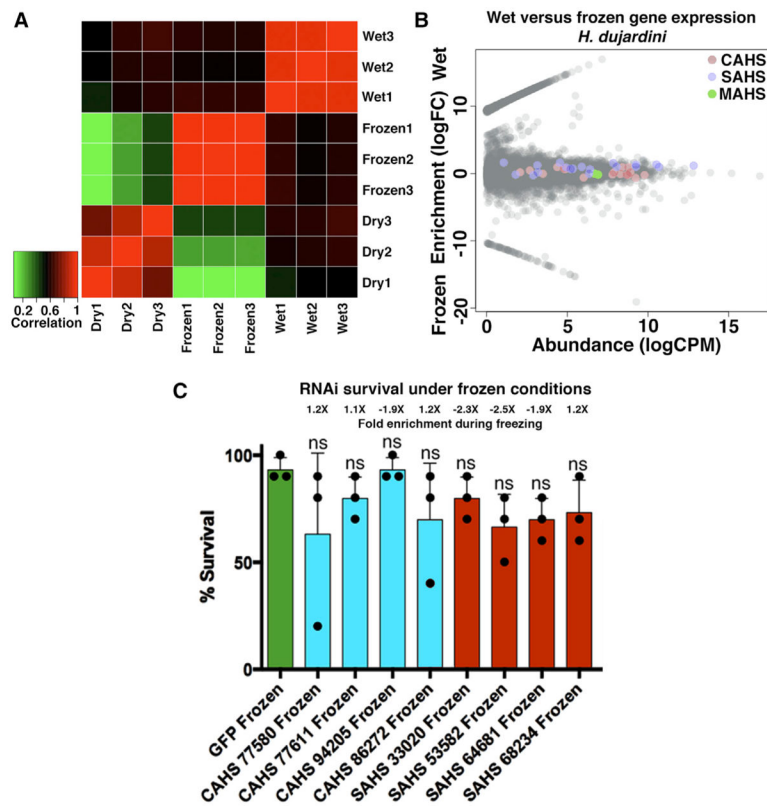 A
Wet3
Wet2
Wet1
Frozen1
Frozen2
Frozen3
Dry3
Dry2
Dry1
0.2 0.6 1
Correlation
Dry1 Dry2 Dry3 Frozen1 Frozen2 Frozen3 Wet1 Wet2 Wet3
B
Wet versus frozen gene expression
H. dujardini
CAHS
SAHS
MAHS
Frozen Enrichment (logFC) Wet
10
0
-10
-20
0 5 10 15
Abundance (logCPM)
C
RNAi survival under frozen conditions
1.2X 1.1X -1.9X 1.2X -2.3X -2.5X -1.9X 1.2X
Fold enrichment during freezing
ns ns ns ns ns ns ns ns
% Survival
100
50
0
GFP Frozen
CAHS 77580 Frozen
CAHS 77611 Frozen
CAHS 94205 Frozen
CAHS 86272 Frozen
SAHS 33020 Frozen
SAHS 53582 Frozen
SAHS 64681 Frozen
SAHS 68234 Frozen